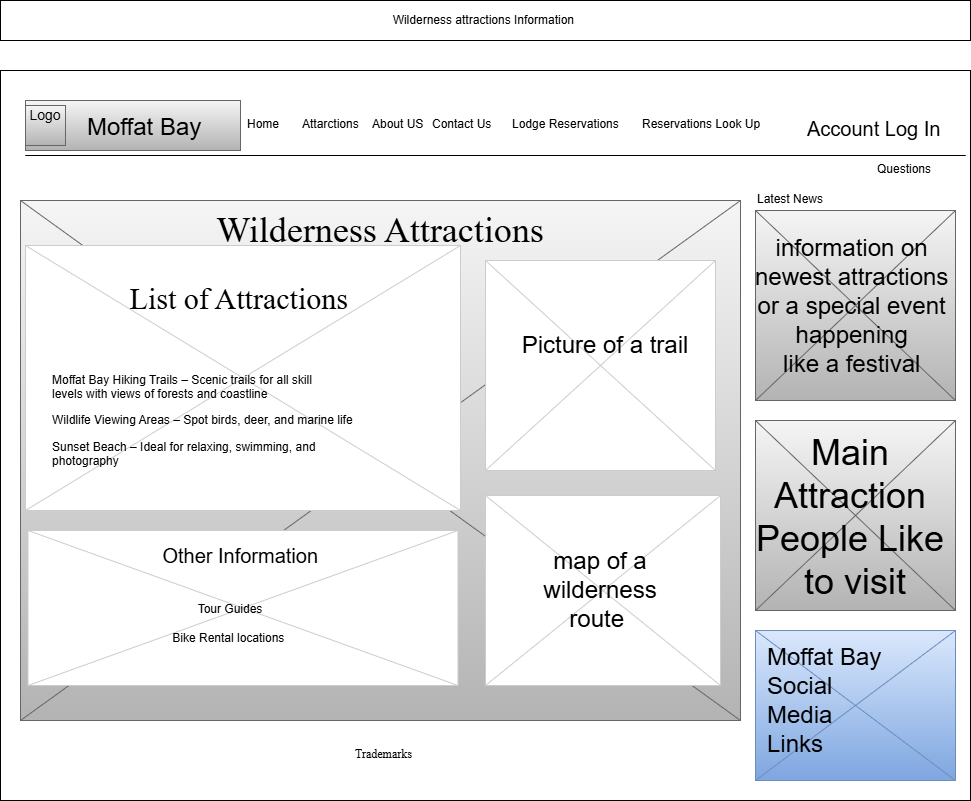 Wilderness attractions Information
Logo
Moffat Bay
Home
Attarctions
About US
Contact Us
Lodge Reservations
Reservations Look Up
Account Log In
Questions
Wilderness Attractions
List of Attractions
Moffat Bay Hiking Trails – Scenic trails for all skill
levels with views of forests and coastline
Wildlife Viewing Areas – Spot birds, deer, and marine life
Sunset Beach – Ideal for relaxing, swimming, and
photography
Picture of a trail
Other Information
Tour Guides
Bike Rental locations
map of a
wilderness
route
Latest News
information on
newest attractions
or a special event
happening
like a festival
Main
Attraction
People Like
to visit
Moffat Bay
Social
Media
Links
Trademarks